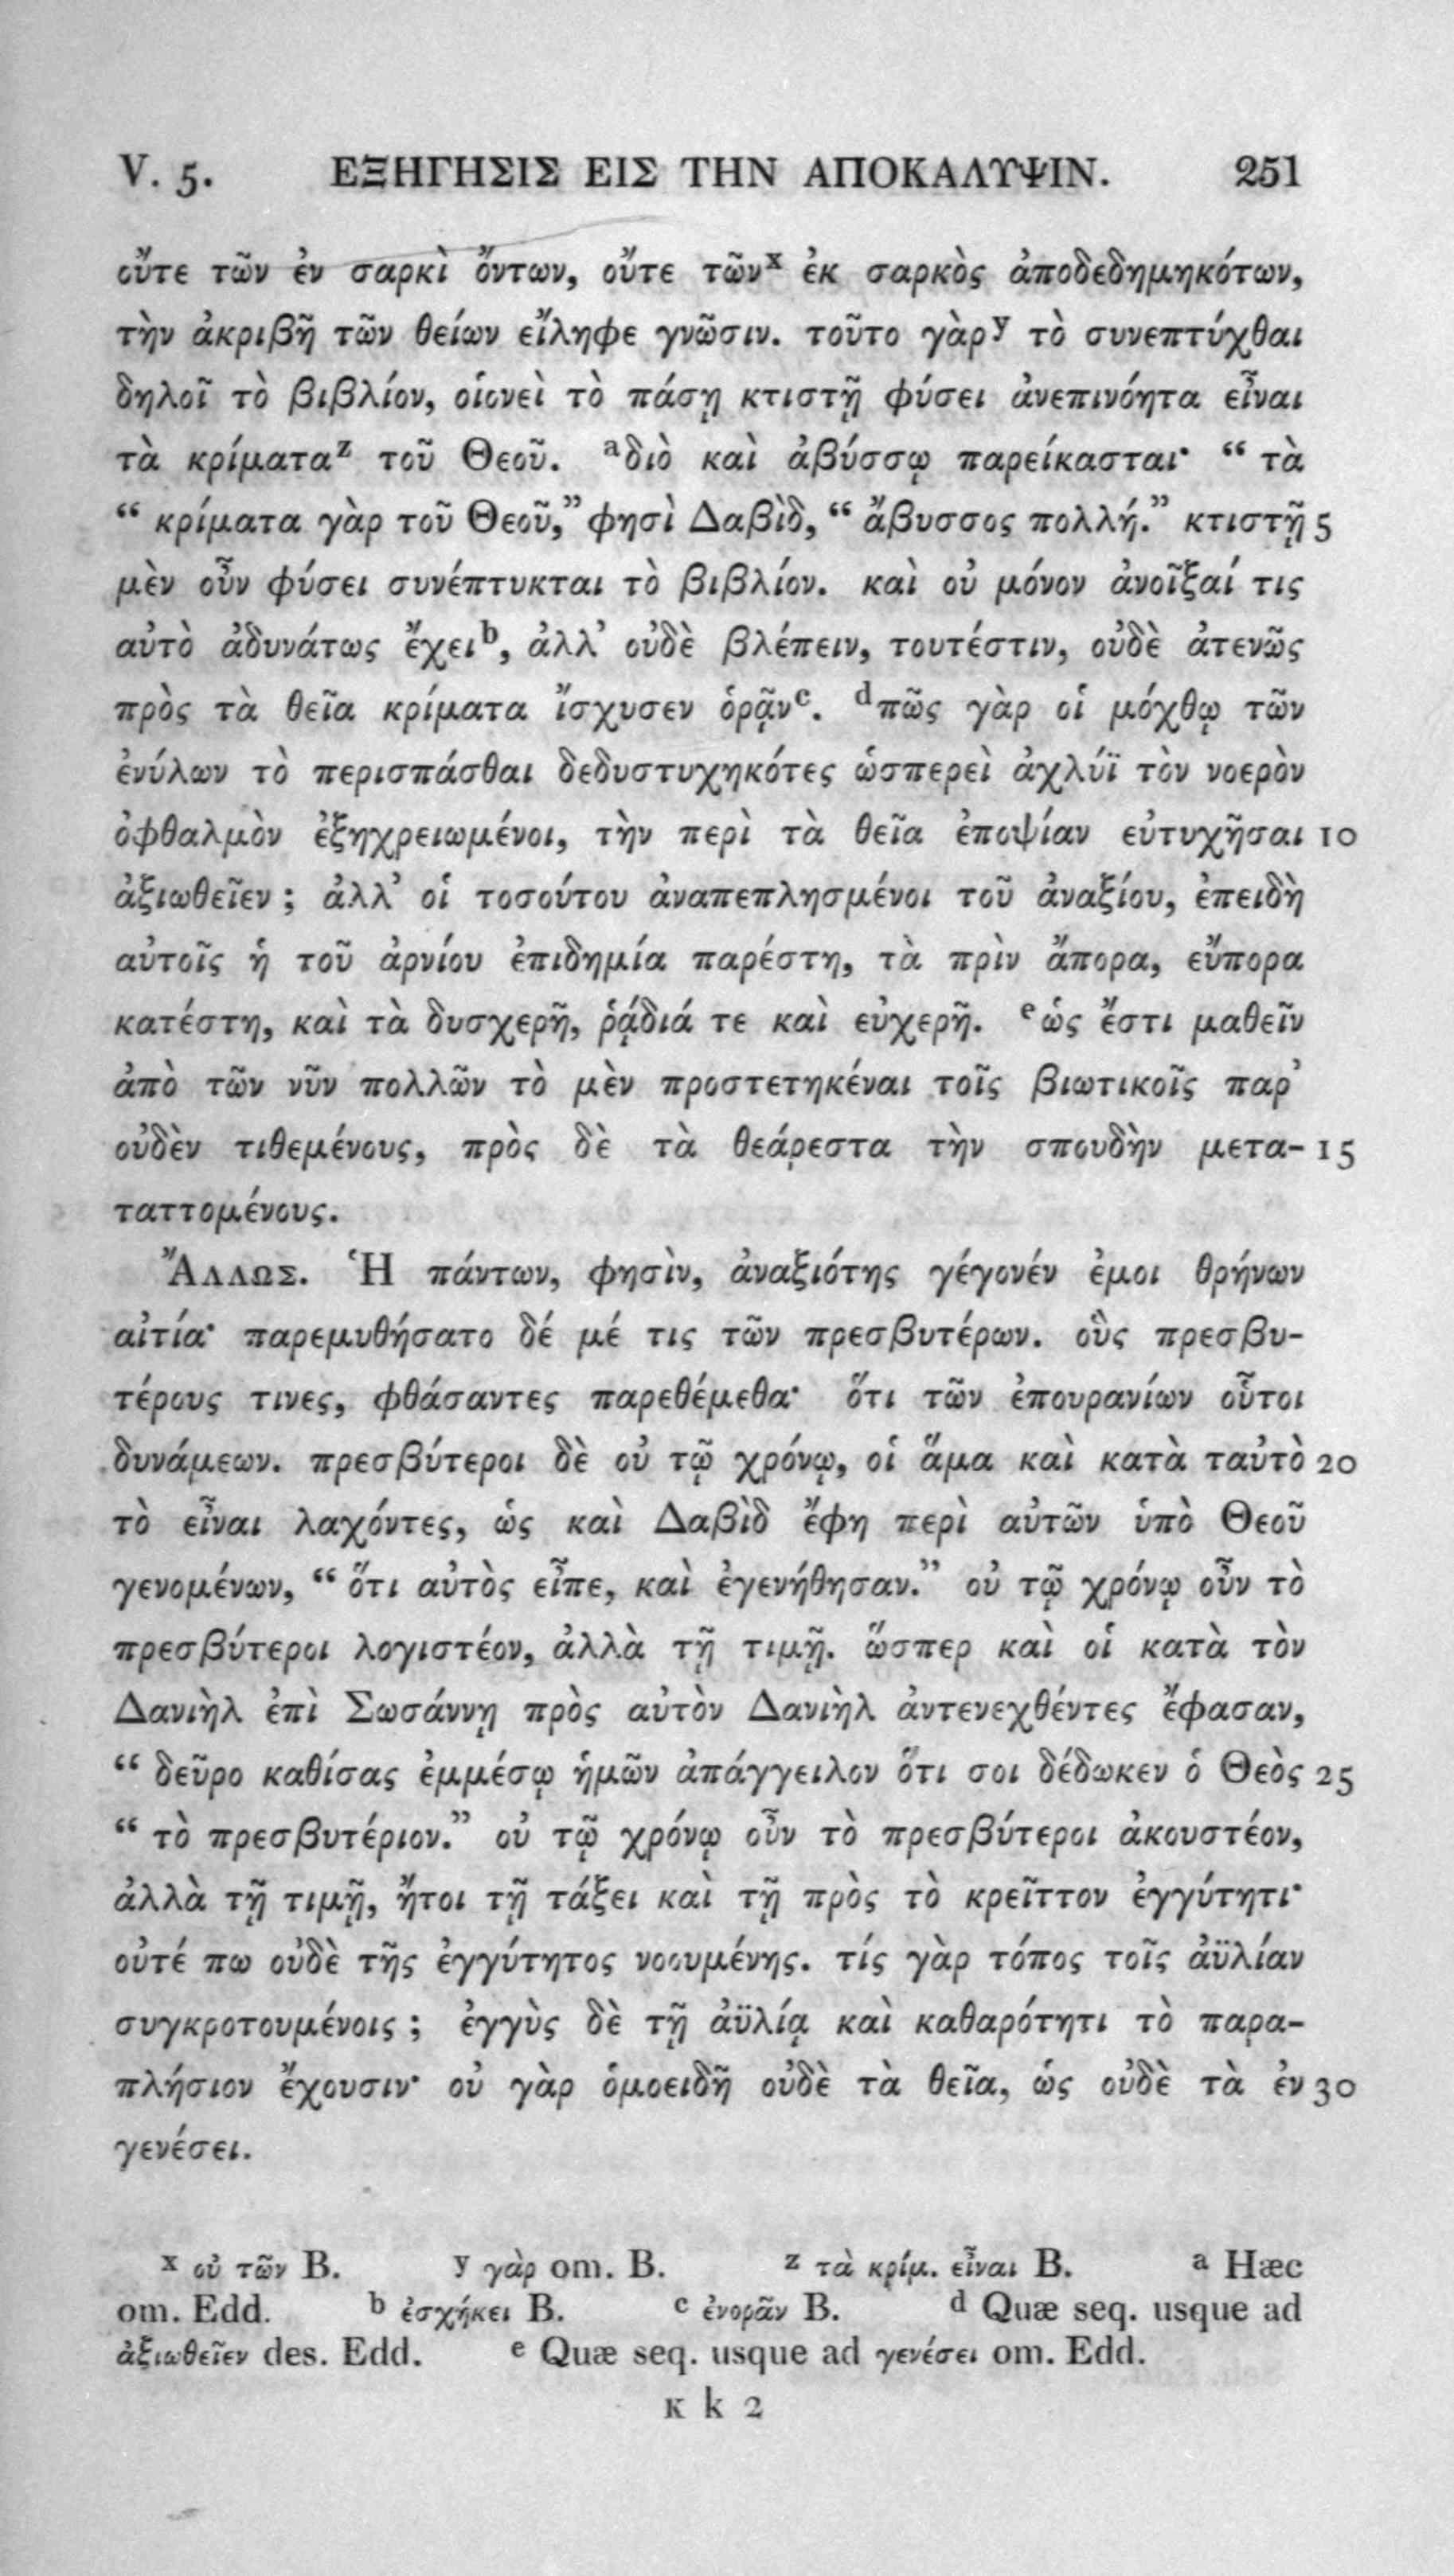 V. 5. ΕΞΗΓΗΣΙΣ ΕΙΣ ΤΗΝ ΑΠΟΚΑΛΥΨΙΝ. 251
οὔτε τῶν ἐν σαρκὶ ὄντων, οὔτε τῶνˣ ἐκ σαρκὸς ἀποδεδημηκότων,
τὴν ἀκριβῆ τῶν θείων εἴληφε γνῶσιν. τοῦτο γὰρʸ τὸ συνεπτύχθαι
δηλοῖ τὸ βιβλίον, οἱονεὶ τὸ πάσῃ κτιστῇ φύσει ἀνεπινόητα εἶναι
τὰ κρίματαᶻ τοῦ Θεοῦ. ᵃδιὸ καὶ ἀβύσσῳ παρείκασται· “ τὰ
“ κρίματα γὰρ τοῦ Θεοῦ,” φησὶ Δαβὶδ, “ ἄβυσσος πολλή.” κτιστῇ 5
μὲν οὖν φύσει συνέπτυκται τὸ βιβλίον. καὶ οὐ μόνον ἀνοῖξαί τις
αὐτὸ ἀδυνάτως ἔχειᵇ, ἀλλ’ οὐδὲ βλέπειν, τουτέστιν, οὐδὲ ἀτενῶς
πρὸς τὰ θεῖα κρίματα ἴσχυσεν ὁρᾷνᶜ. ᵈπῶς γὰρ οἱ μόχθῳ τῶν
ἐνύλων τὸ περισπάσθαι δεδυστυχηκότες ὡσπερεὶ ἀχλύϊ τὸν νοερὸν
ὀφθαλμὸν ἐξηχρειωμένοι, τὴν περὶ τὰ θεῖα ἐποψίαν εὐτυχῆσαι 10
ἀξιωθεῖεν ; ἀλλ’ οἱ τοσούτου ἀναπεπλησμένοι τοῦ ἀναξίου, ἐπειδὴ
αὐτοῖς ἡ τοῦ ἀρνίου ἐπιδημία παρέστη, τὰ πρὶν ἄπορα, εὔπορα
κατέστη, καὶ τὰ δυσχερῆ, ῥᾴδιά τε καὶ εὐχερῆ. ᵉὡς ἔστι μαθεῖν
ἀπὸ τῶν νῦν πολλῶν τὸ μὲν προστετηκέναι τοῖς βιωτικοῖς παρ’
οὐδὲν τιθεμένους, πρὸς δὲ τὰ θεάρεστα τὴν σπουδὴν μετα- 15
ταττομένους.
Ἄλλως. Ἡ πάντων, φησὶν, ἀναξιότης γέγονέν ἐμοι θρήνων
αἰτία· παρεμυθήσατο δέ μέ τις τῶν πρεσβυτέρων. οὓς πρεσβυ-
τέρους τινες, φθάσαντες παρεθέμεθα· ὅτι τῶν ἐπουρανίων οὗτοι
δυνάμεων. πρεσβύτεροι δὲ οὐ τῷ χρόνῳ, οἱ ἅμα καὶ κατὰ ταὐτὸ 20
τὸ εἶναι λαχόντες, ὡς καὶ Δαβὶδ ἔφη περὶ αὐτῶν ὑπὸ Θεοῦ
γενομένων, “ ὅτι αὐτὸς εἶπε, καὶ ἐγενήθησαν.” οὐ τῷ χρόνῳ οὖν τὸ
πρεσβύτεροι λογιστέον, ἀλλὰ τῇ τιμῇ. ὥσπερ καὶ οἱ κατὰ τὸν
Δανιὴλ ἐπὶ Σωσάννῃ πρὸς αὐτὸν Δανιὴλ ἀντενεχθέντες ἔφασαν,
“ δεῦρο καθίσας ἐμμέσῳ ἡμῶν ἀπάγγειλον ὅτι σοι δέδωκεν ὁ Θεὸς 25
“ τὸ πρεσβυτέριον.” οὐ τῷ χρόνῳ οὖν τὸ πρεσβύτεροι ἀκουστέον,
ἀλλὰ τῇ τιμῇ, ἤτοι τῇ τάξει καὶ τῇ πρὸς τὸ κρεῖττον ἐγγύτητι·
οὐτέ πω οὐδὲ τῆς ἐγγύτητος νοουμένης. τίς γὰρ τόπος τοῖς ἀϋλίαν
συγκροτουμένοις ; ἐγγὺς δὲ τῇ ἀϋλίᾳ καὶ καθαρότητι τὸ παρα-
πλήσιον ἔχουσιν· οὐ γὰρ ὁμοειδῆ οὐδὲ τὰ θεῖα, ὡς οὐδὲ τὰ ἐν 30
γενέσει.
ˣ οὐ τῶν B. ʸ γὰρ om. B. ᶻ τὰ κρίμ. εἶναι B. ᵃ Hæc
om. Edd. ᵇ ἐσχήκει B. ᶜ ἐνορᾶν B. ᵈ Quæ seq. usque ad
ἀξιωθεῖεν des. Edd. ᵉ Quæ seq. usque ad γενέσει om. Edd.
K k 2